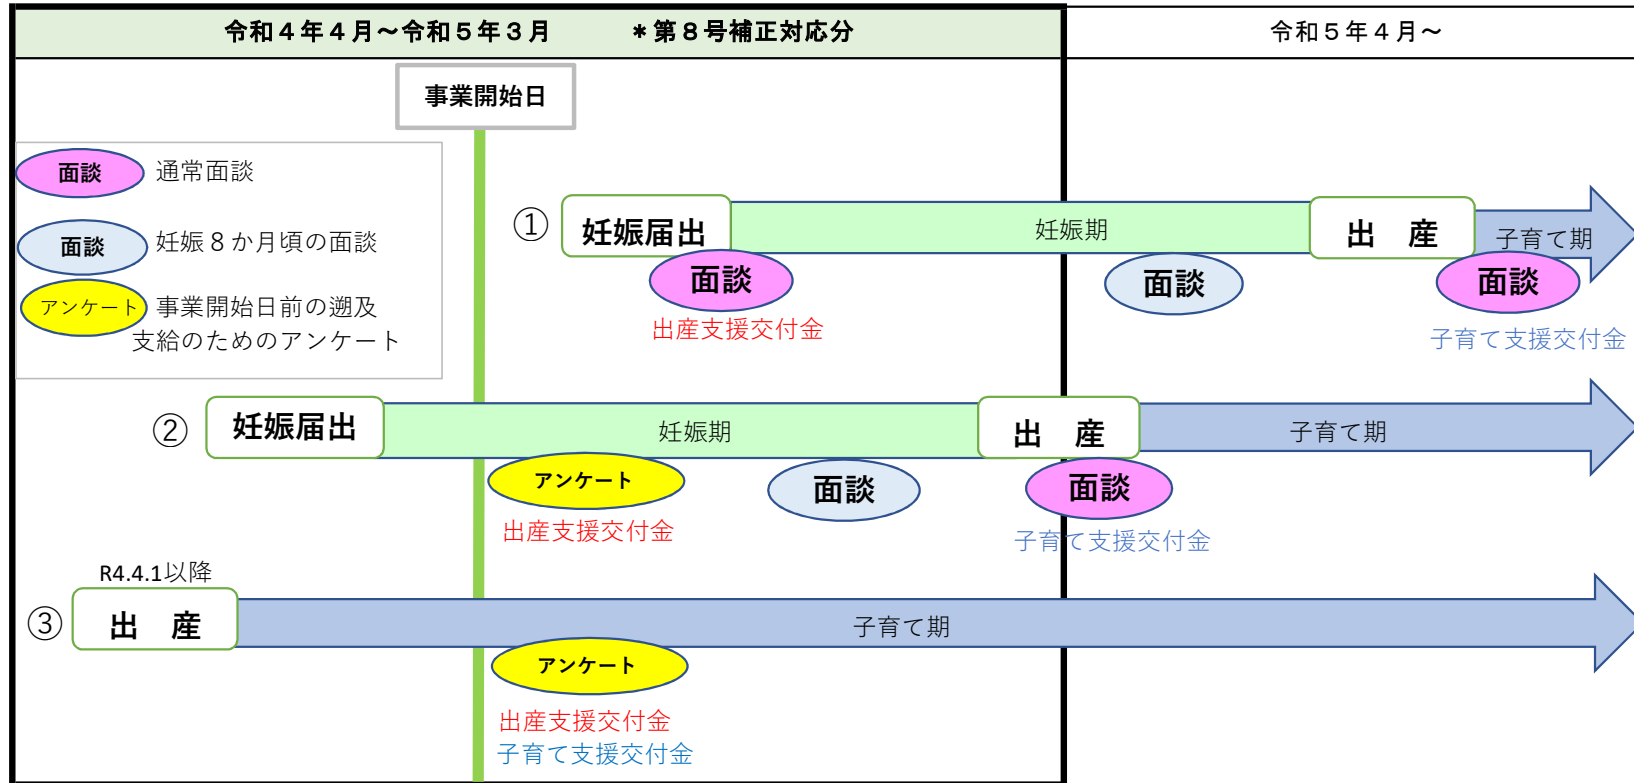 令和４年４月～令和５年３月　＊第８号補正対応分
令和５年４月～
事業開始日
面談 通常面談
面談 妊娠８か月頃の面談
アンケート 事業開始日前の遡及
支給のためのアンケート
① 妊娠届出 妊娠期 出　産 子育て期
面談 面談 面談
出産支援交付金 子育て支援交付金
② 妊娠届出 妊娠期 出　産 子育て期
アンケート 面談 面談
出産支援交付金 子育て支援交付金
R4.4.1以降
③ 出　産 子育て期
アンケート
出産支援交付金
子育て支援交付金